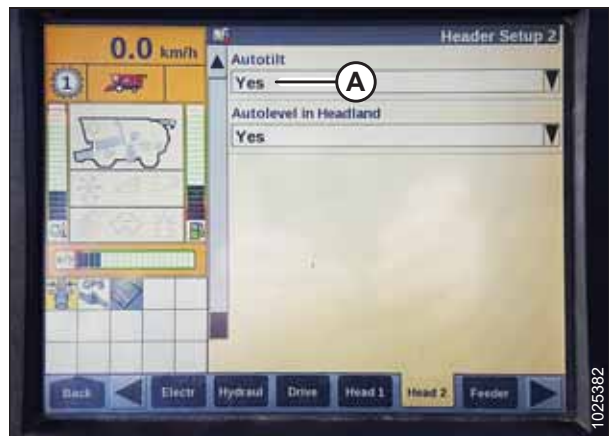 Header Setup 2
0.0 km/h
1
Autotilt
Yes
A
Autolevel in Headland
Yes
Back
Electr
Hydraul
Drive
Head 1
Head 2
Feeder
1025382